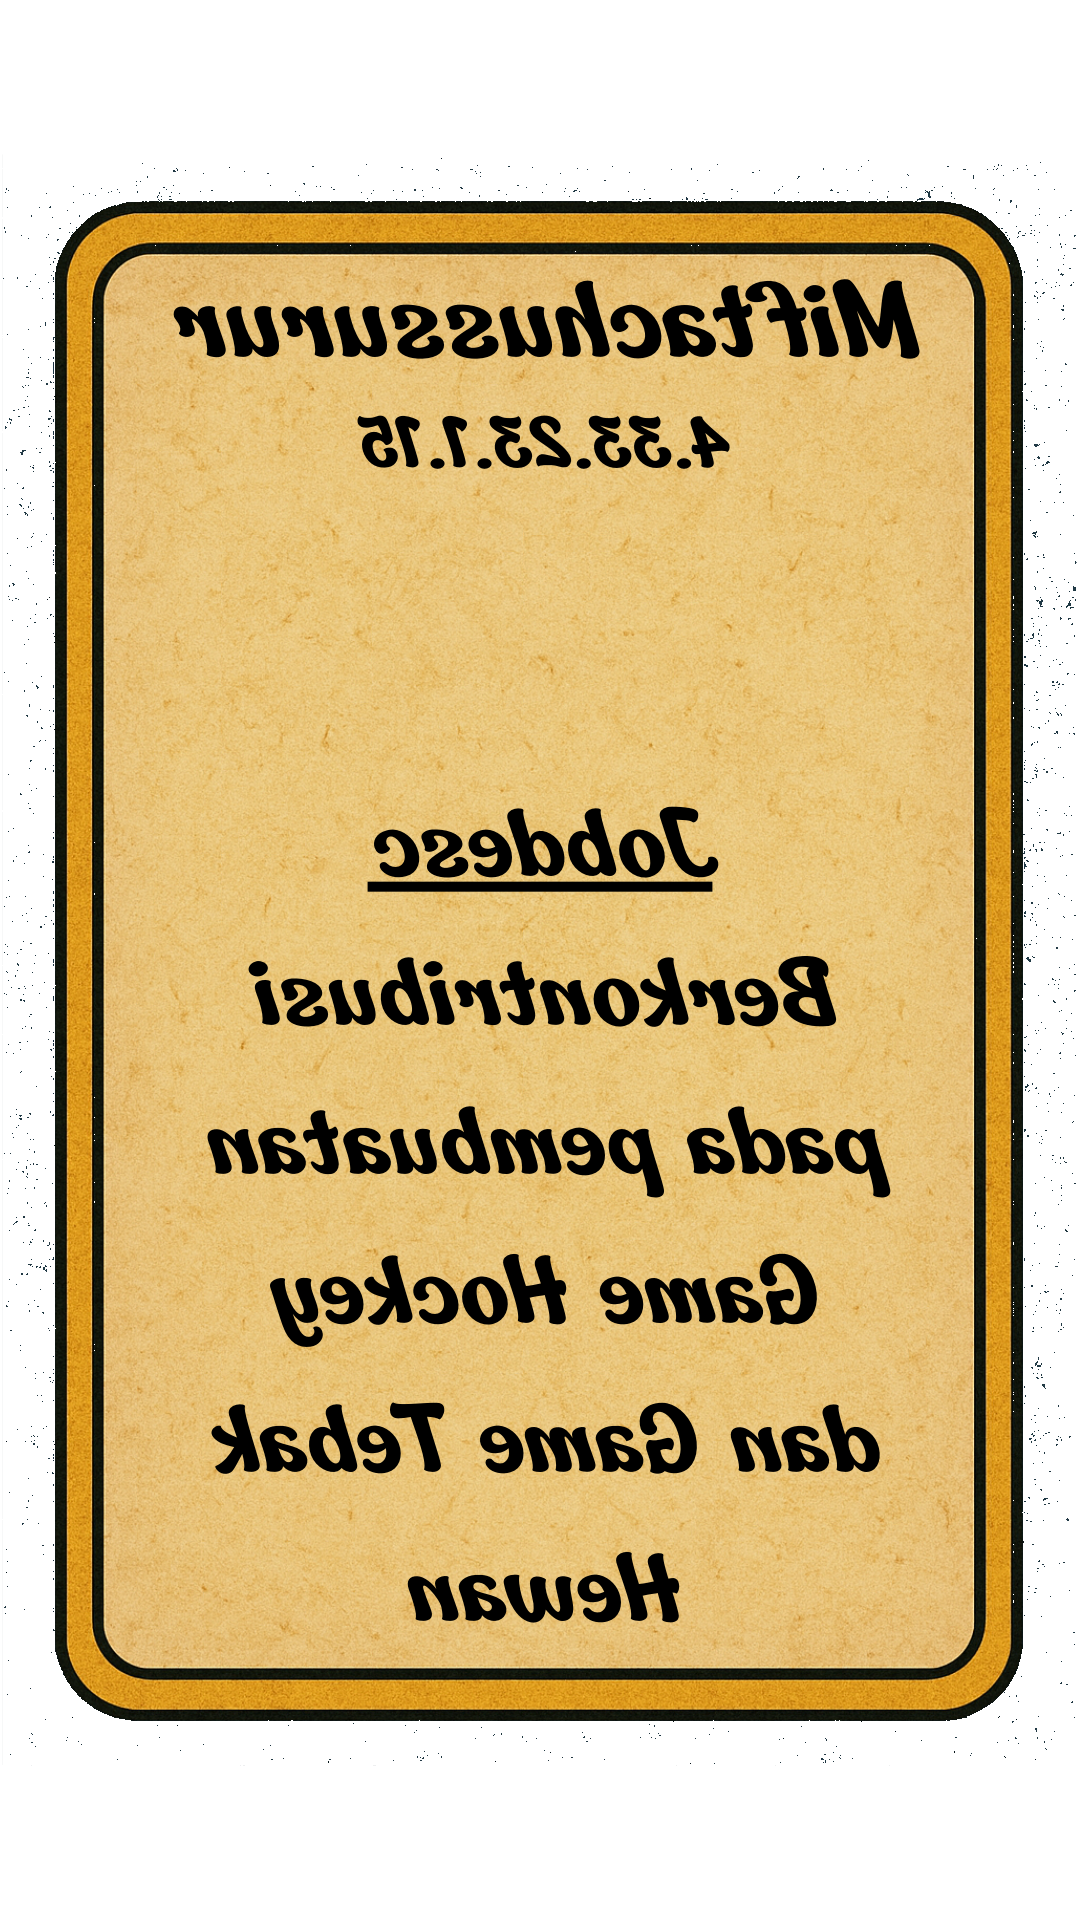 Miftachussurur
4.33.23.1.15
Jobdesc
Berkontribusi
pada pembuatan
Game Hockey
dan Game Tebak
Hewan